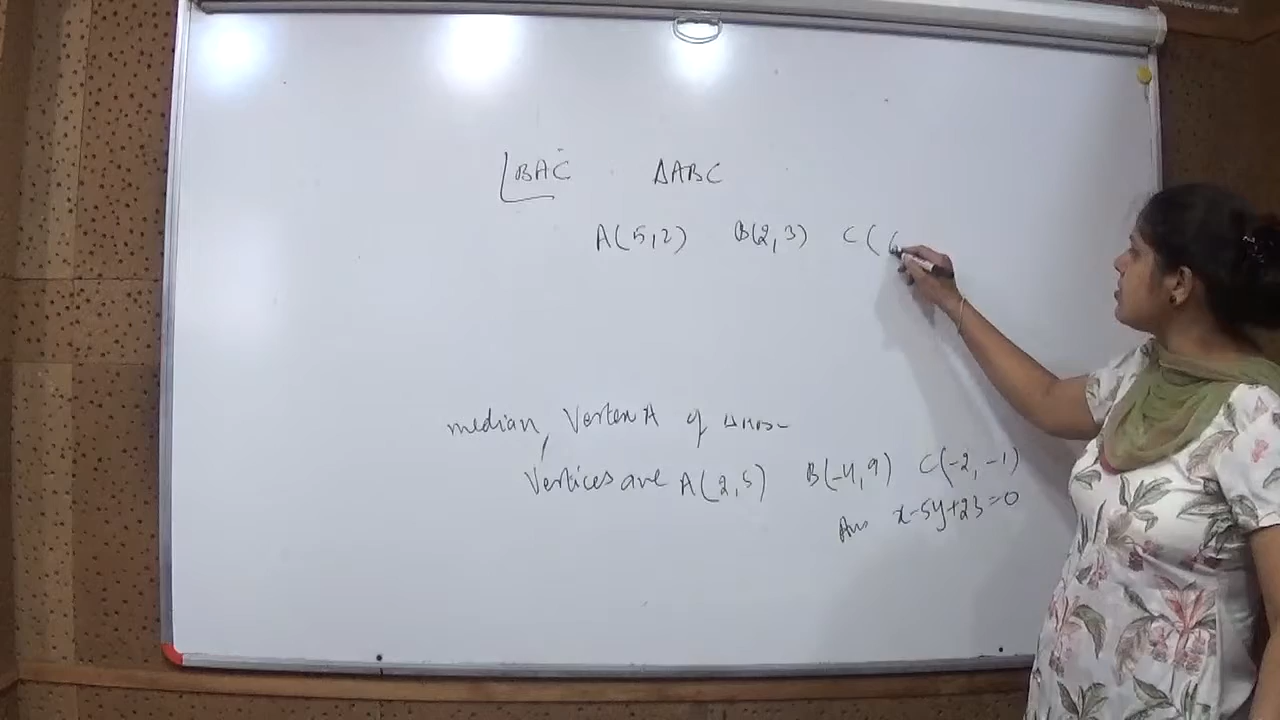 ∠BAC ΔABC
A(5,2) B(2,3) C(6
median, Vertex A of ΔABC
Vertices are A(2,5) B(-4,9) C(-2,-1)
Ans x-5y+23=0